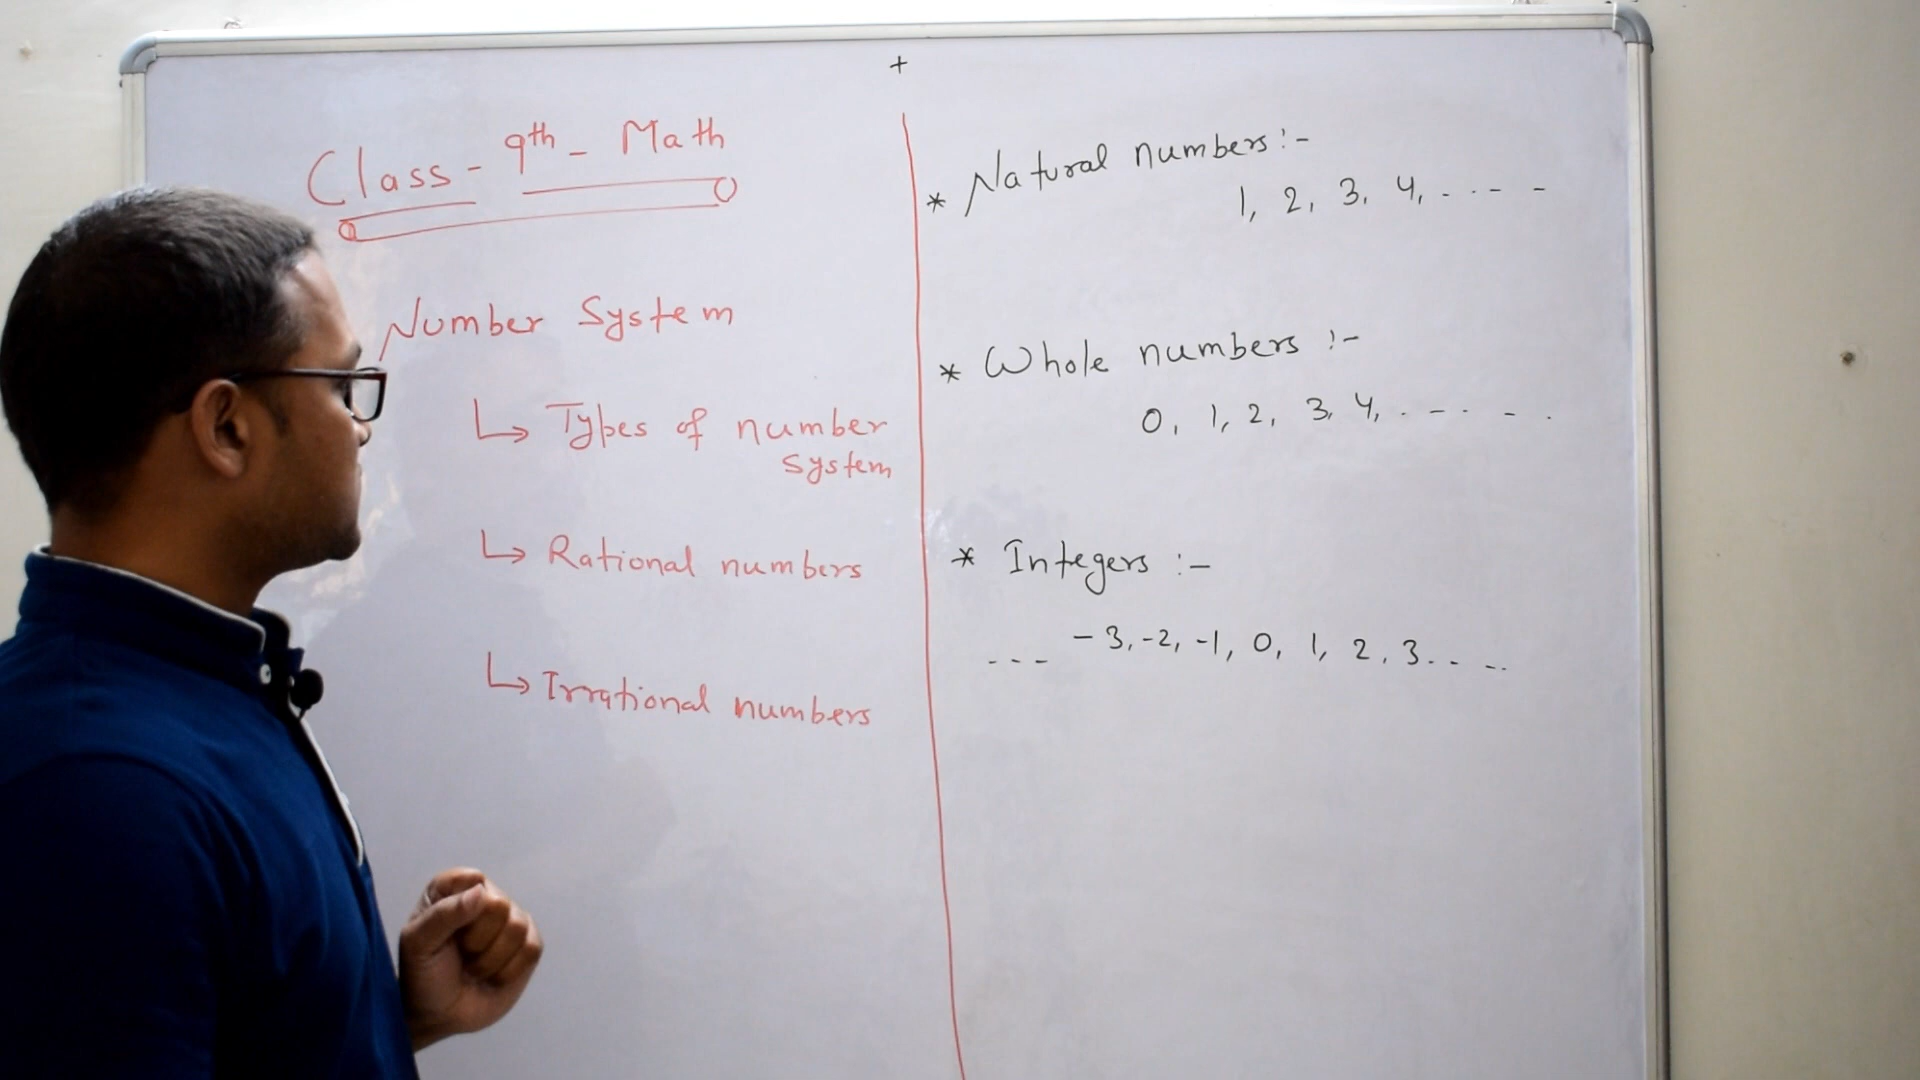 Class - 9th - Math
Number System
↳ Types of number
system
↳ Rational numbers
↳ Irrational numbers
+
* Natural numbers :-
1, 2, 3, 4, . . - - -
* Whole numbers :-
0, 1, 2, 3, 4, . - - . - .
* Integers :-
- - - -3, -2, -1, 0, 1, 2, 3 . . - - .